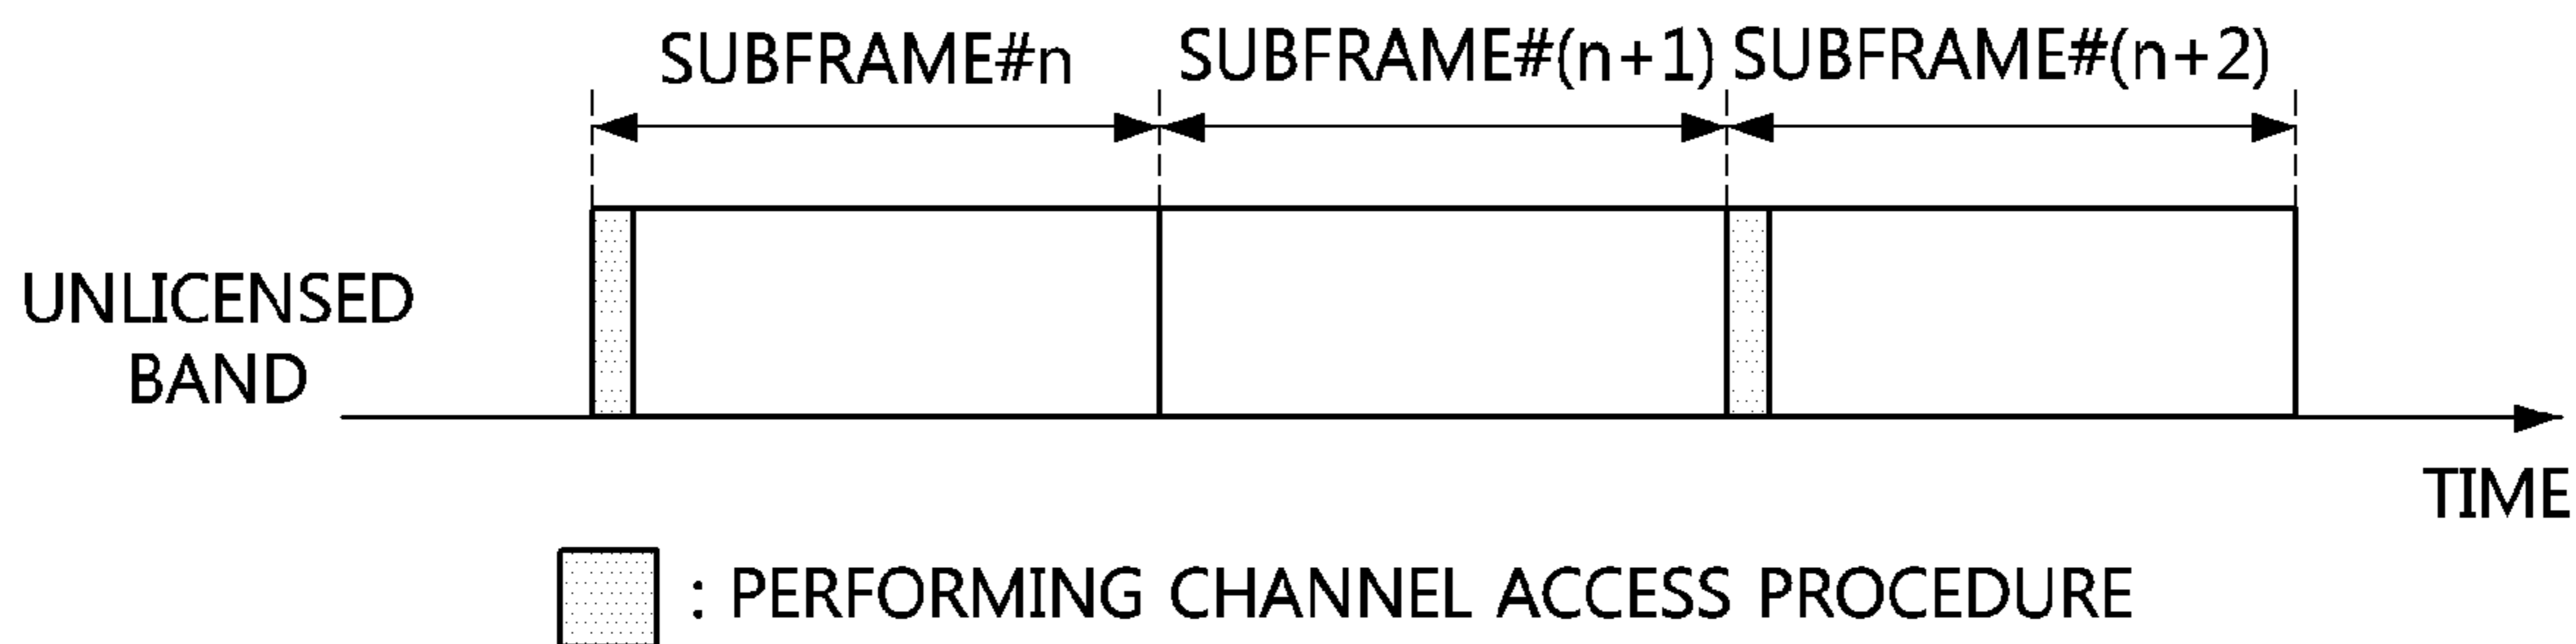 SUBFRAME#n
SUBFRAME#(n+1)
SUBFRAME#(n+2)
UNLICENSED
BAND
TIME
: PERFORMING CHANNEL ACCESS PROCEDURE